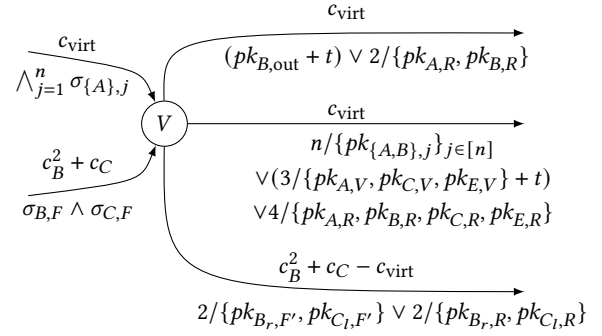 c_virt
⋀_{j=1}^{n} σ_{{A},j}
c_B^2 + c_C
σ_{B,F} ∧ σ_{C,F}
V
c_virt
(pk_{B,out} + t) ∨ 2/{pk_{A,R}, pk_{B,R}}
c_virt
n/{pk_{{A,B},j}}_{j∈[n]}
∨(3/{pk_{A,V}, pk_{C,V}, pk_{E,V}} + t)
∨4/{pk_{A,R}, pk_{B,R}, pk_{C,R}, pk_{E,R}}
c_B^2 + c_C − c_virt
2/{pk_{B_r,F′}, pk_{C_l,F′}} ∨ 2/{pk_{B_r,R}, pk_{C_l,R}}